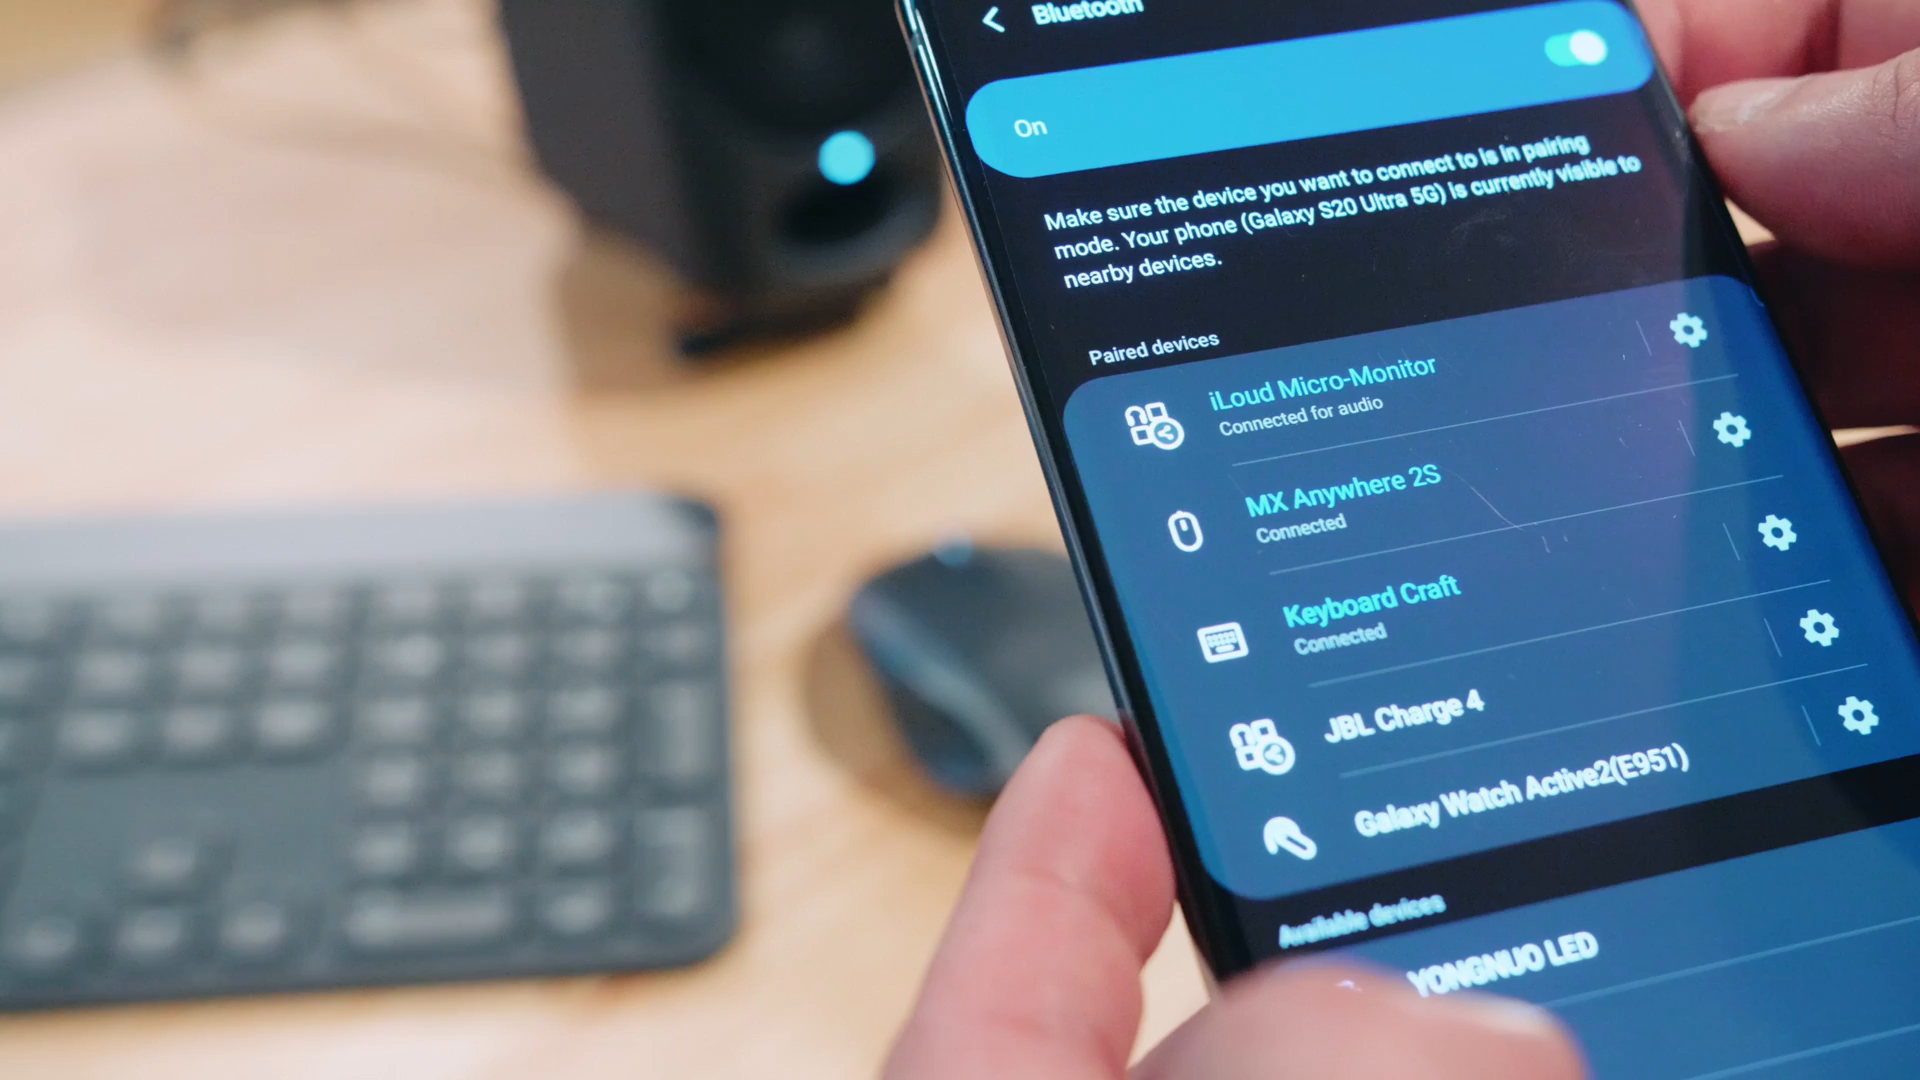 Bluetooth
On
Make sure the device you want to connect to is in pairing
mode. Your phone (Galaxy S20 Ultra 5G) is currently visible to
nearby devices.
Paired devices
iLoud Micro-Monitor
Connected for audio
MX Anywhere 2S
Connected
Keyboard Craft
Connected
JBL Charge 4
Galaxy Watch Active2(E951)
Available devices
YONGNUO LED